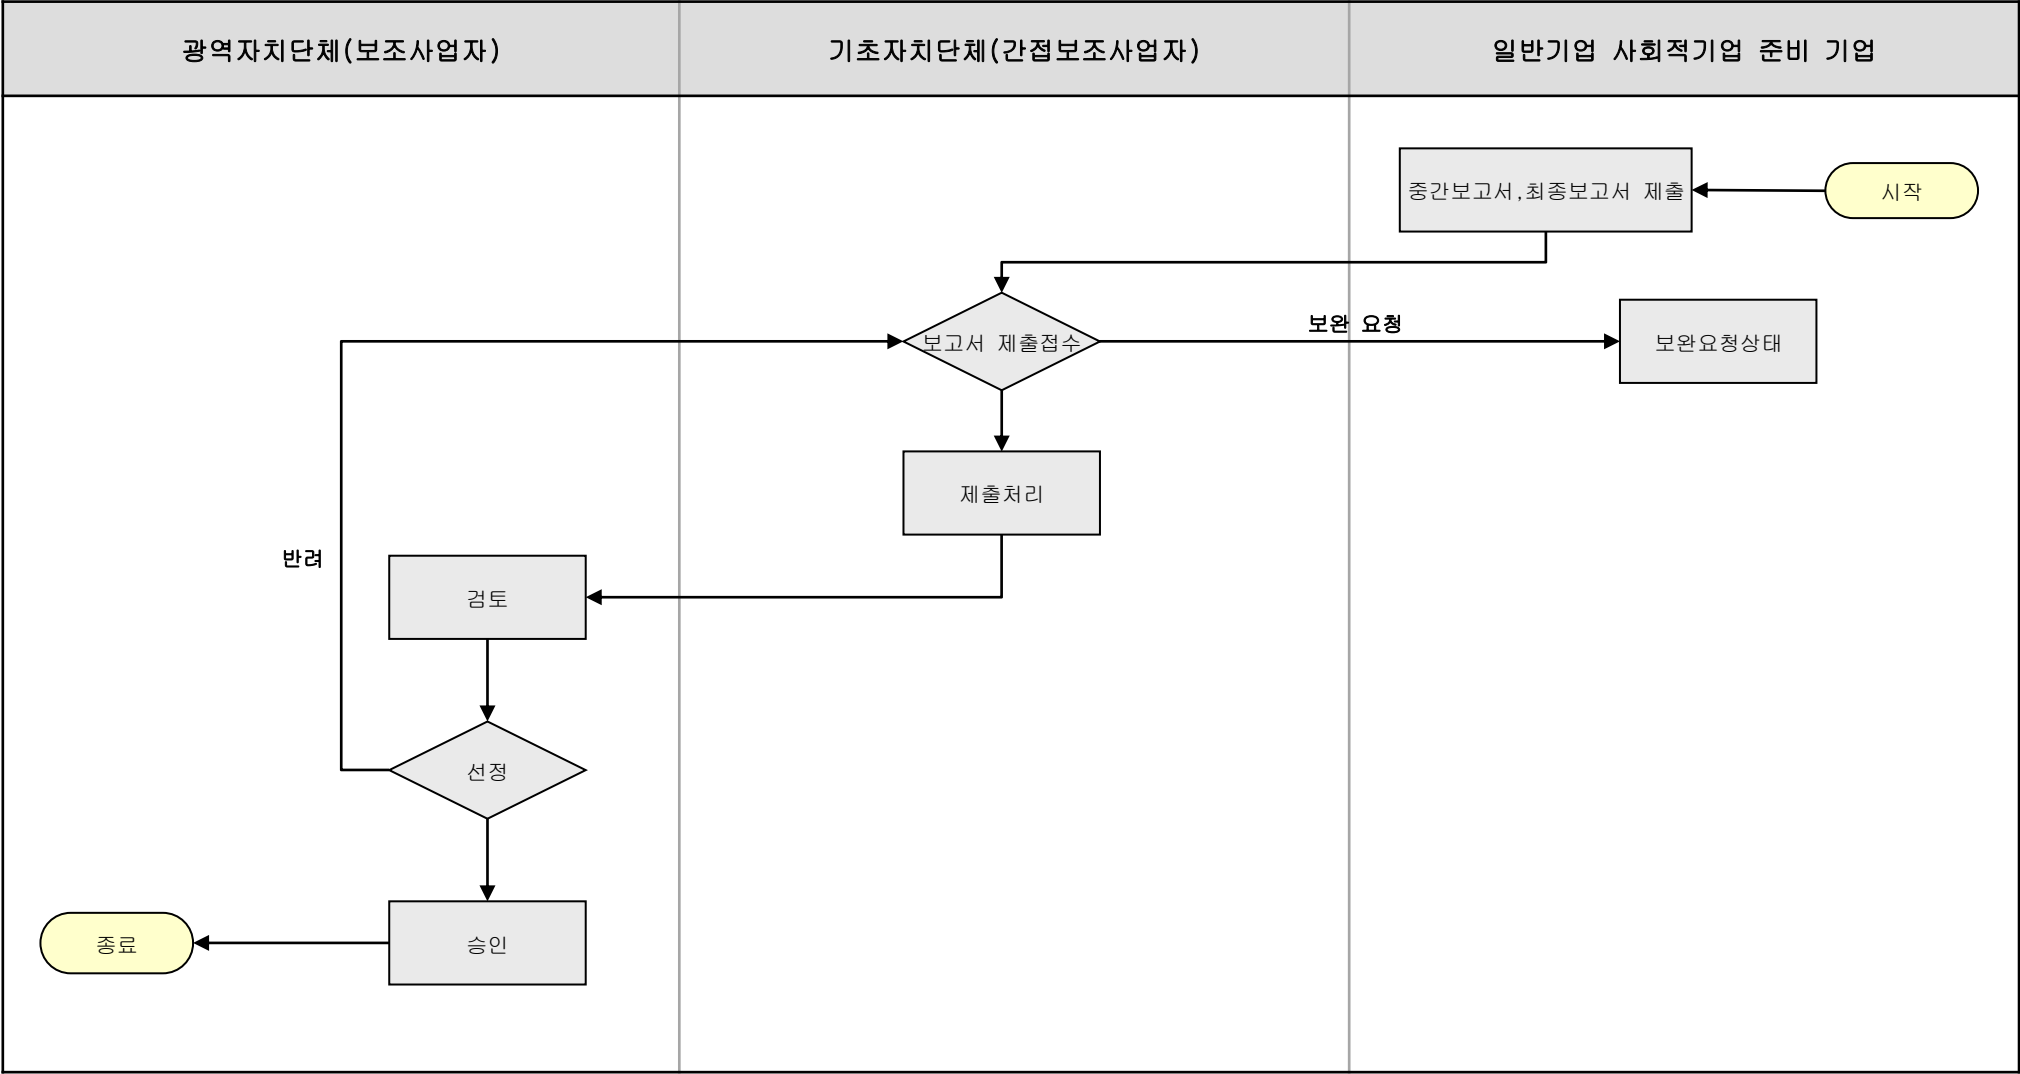 광역자치단체(보조사업자)
기초자치단체(간접보조사업자)
일반기업 사회적기업 준비 기업
중간보고서,최종보고서 제출
시작
보고서 제출접수
보완 요청
보완요청상태
제출처리
반려
검토
선정
승인
종료